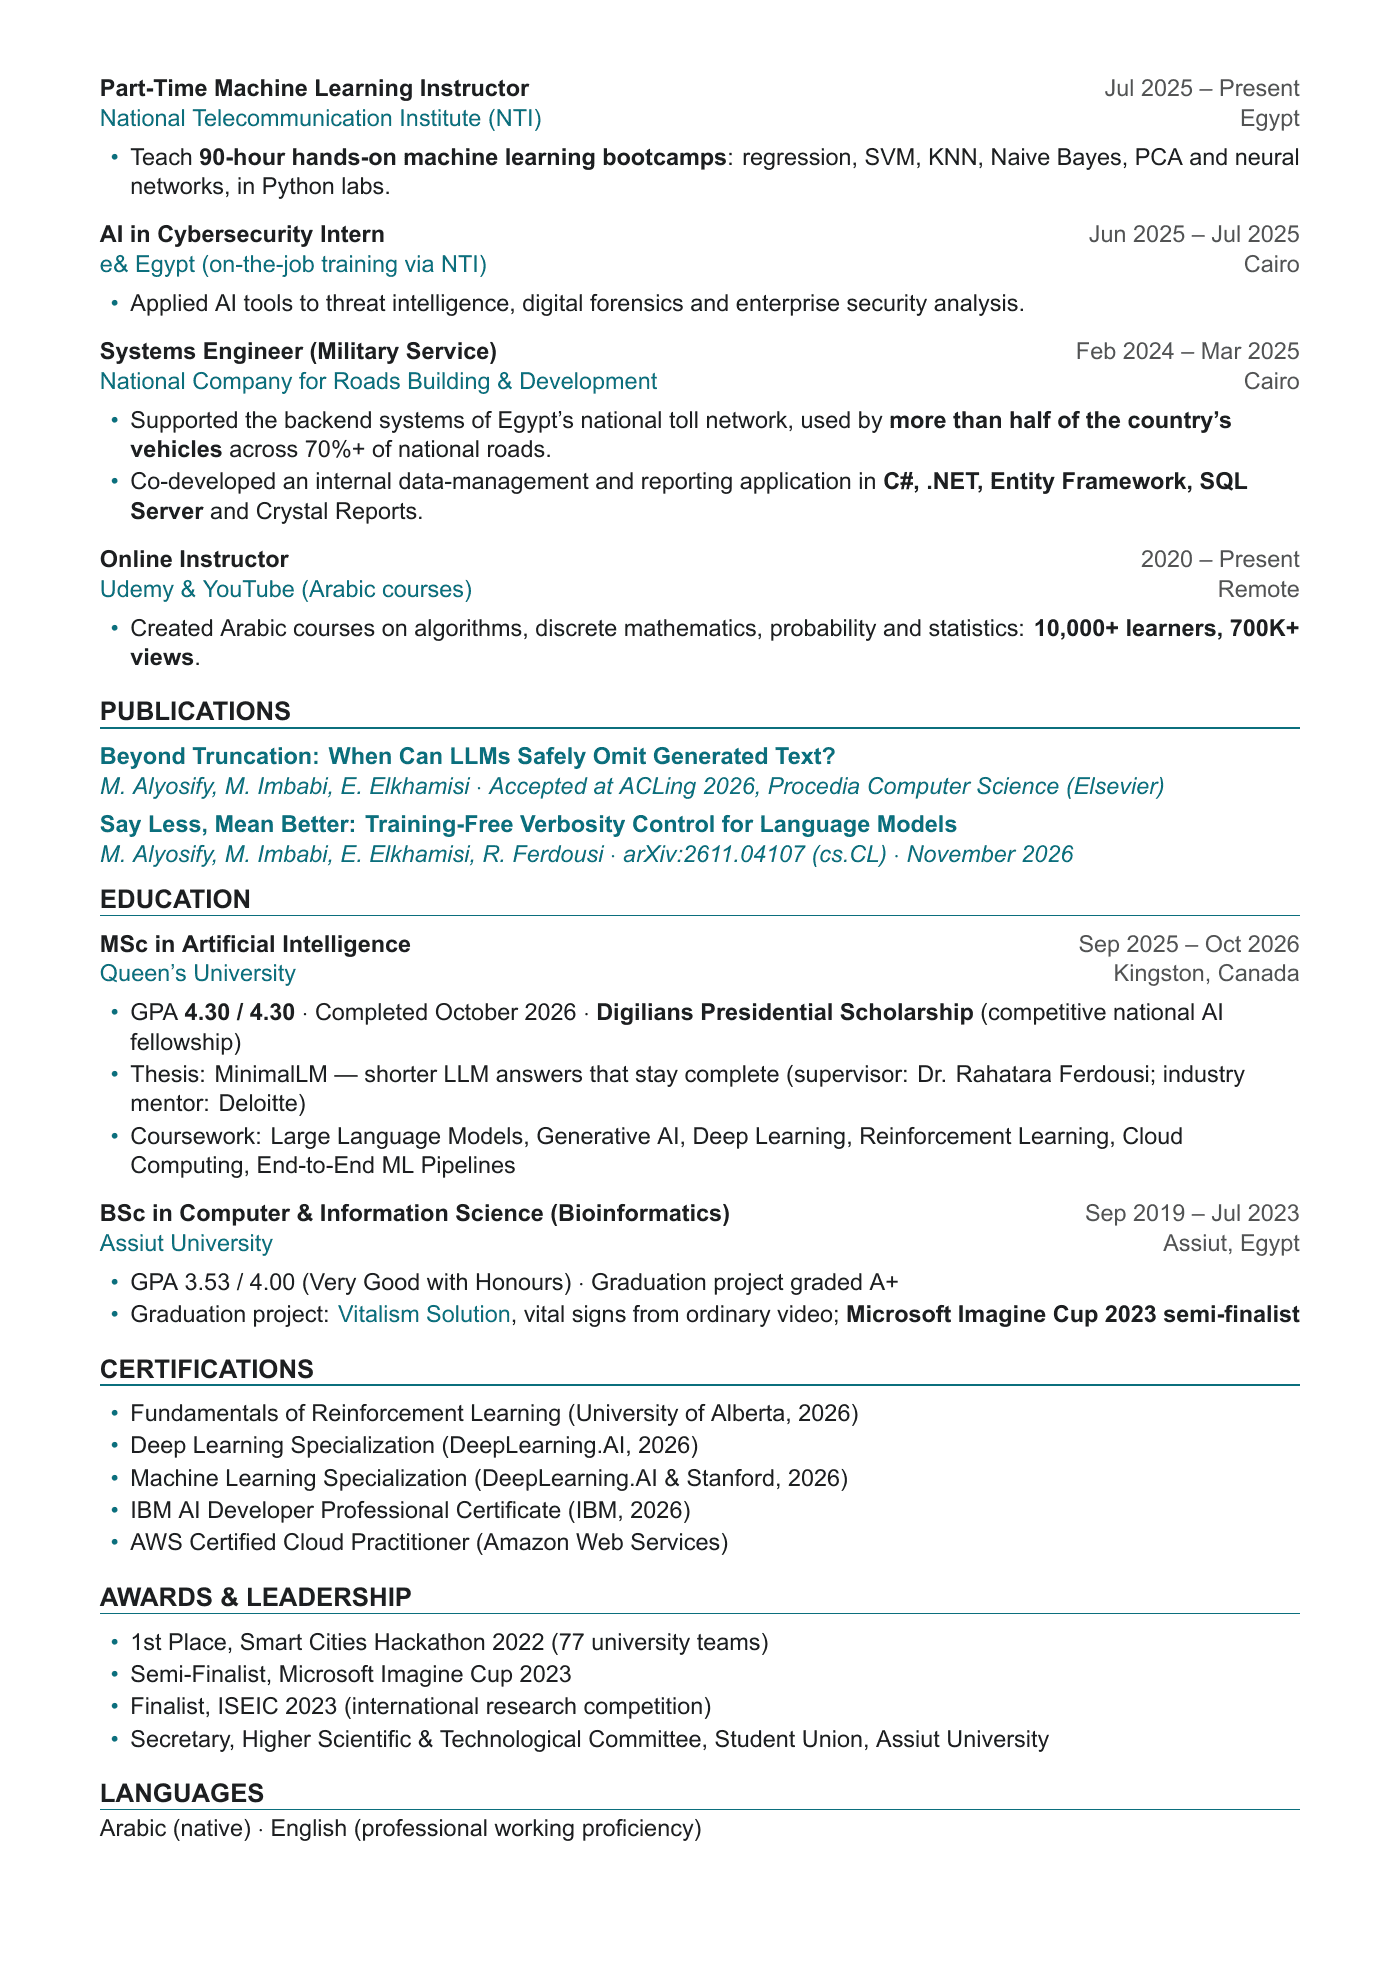 Part-Time Machine Learning Instructor Jul 2025 – Present
National Telecommunication Institute (NTI) Egypt
• Teach 90-hour hands-on machine learning bootcamps: regression, SVM, KNN, Naive Bayes, PCA and neural
networks, in Python labs.
AI in Cybersecurity Intern Jun 2025 – Jul 2025
e& Egypt (on-the-job training via NTI) Cairo
• Applied AI tools to threat intelligence, digital forensics and enterprise security analysis.
Systems Engineer (Military Service) Feb 2024 – Mar 2025
National Company for Roads Building & Development Cairo
• Supported the backend systems of Egypt’s national toll network, used by more than half of the country’s
vehicles across 70%+ of national roads.
• Co-developed an internal data-management and reporting application in C#, .NET, Entity Framework, SQL
Server and Crystal Reports.
Online Instructor 2020 – Present
Udemy & YouTube (Arabic courses) Remote
• Created Arabic courses on algorithms, discrete mathematics, probability and statistics: 10,000+ learners, 700K+
views.
PUBLICATIONS
Beyond Truncation: When Can LLMs Safely Omit Generated Text?
M. Alyosify, M. Imbabi, E. Elkhamisi · Accepted at ACLing 2026, Procedia Computer Science (Elsevier)
Say Less, Mean Better: Training-Free Verbosity Control for Language Models
M. Alyosify, M. Imbabi, E. Elkhamisi, R. Ferdousi · arXiv:2611.04107 (cs.CL) · November 2026
EDUCATION
MSc in Artificial Intelligence Sep 2025 – Oct 2026
Queen’s University Kingston, Canada
• GPA 4.30 / 4.30 · Completed October 2026 · Digilians Presidential Scholarship (competitive national AI
fellowship)
• Thesis: MinimalLM — shorter LLM answers that stay complete (supervisor: Dr. Rahatara Ferdousi; industry
mentor: Deloitte)
• Coursework: Large Language Models, Generative AI, Deep Learning, Reinforcement Learning, Cloud
Computing, End-to-End ML Pipelines
BSc in Computer & Information Science (Bioinformatics) Sep 2019 – Jul 2023
Assiut University Assiut, Egypt
• GPA 3.53 / 4.00 (Very Good with Honours) · Graduation project graded A+
• Graduation project: Vitalism Solution, vital signs from ordinary video; Microsoft Imagine Cup 2023 semi-finalist
CERTIFICATIONS
• Fundamentals of Reinforcement Learning (University of Alberta, 2026)
• Deep Learning Specialization (DeepLearning.AI, 2026)
• Machine Learning Specialization (DeepLearning.AI & Stanford, 2026)
• IBM AI Developer Professional Certificate (IBM, 2026)
• AWS Certified Cloud Practitioner (Amazon Web Services)
AWARDS & LEADERSHIP
• 1st Place, Smart Cities Hackathon 2022 (77 university teams)
• Semi-Finalist, Microsoft Imagine Cup 2023
• Finalist, ISEIC 2023 (international research competition)
• Secretary, Higher Scientific & Technological Committee, Student Union, Assiut University
LANGUAGES
Arabic (native) · English (professional working proficiency)